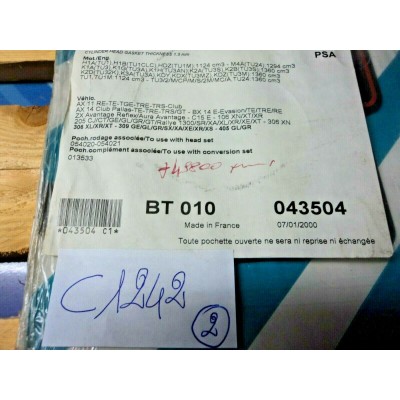 CYLINDER HEAD GASKET THICKNESS 1.5 mm
PSA
Mot./Eng.
Véhic.
AX 11 RE-TE-TGE-TRE-TRS-Club
AX 14 Club Pallas-TE-TRE-TRS/GT - BX 14 E-Evasion/TE/TRE/RE
ZX Avantage Reflex/Aura Avantage - C15 E - 106 XN/XT/XR
205 CJ/CT/GE/GL/GR/GT/Rallye 1300/SR/XA/XL/XR/XE/XT - 306 XN
306 XL/XR/XT - 309 GE/GL/GR/SX/XA/XE/XR/XS - 405 GL/GR
Poch.rodage associée/To use with head set
054020-054021
Poch.complément associée/To use with conversion set
013533
BT 010
043504
Made in France
07/01/2000
*043504 C1*
Toute pochette ouverte ne sera ni reprise ni échangée
C1242
2